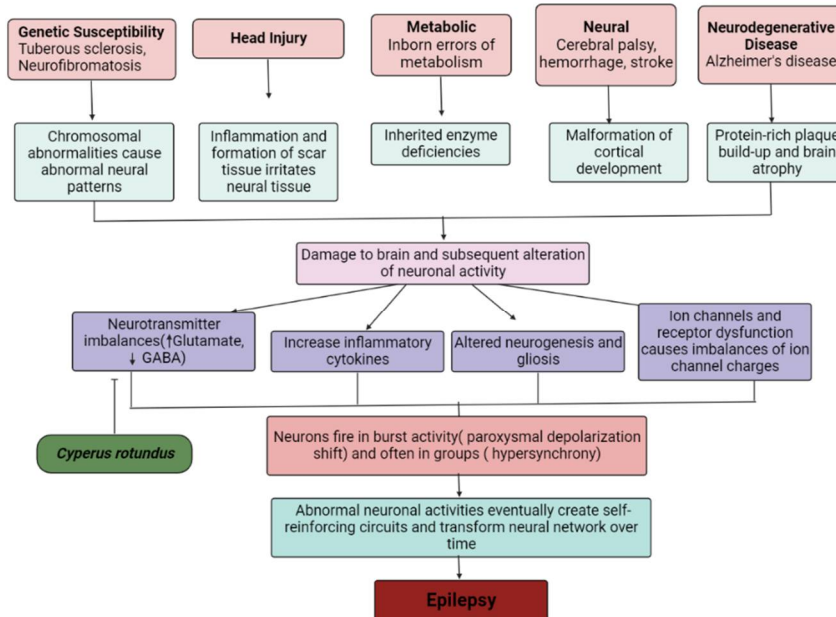 Genetic Susceptibility
Tuberous sclerosis,
Neurofibromatosis
Head Injury
Metabolic
Inborn errors of
metabolism
Neural
Cerebral palsy,
hemorrhage, stroke
Neurodegenerative
Disease
Alzheimer's disease
Chromosomal
abnormalities cause
abnormal neural
patterns
Inflammation and
formation of scar
tissue irritates
neural tissue
Inherited enzyme
deficiencies
Malformation of
cortical
development
Protein-rich plaque
build-up and brain
atrophy
Damage to brain and subsequent alteration
of neuronal activity
Neurotransmitter
imbalances(↑Glutamate,
↓ GABA)
Increase inflammatory
cytokines
Altered neurogenesis and
gliosis
Ion channels and
receptor dysfunction
causes imbalances of ion
channel charges
Cyperus rotundus
Neurons fire in burst activity( paroxysmal depolarization
shift) and often in groups ( hypersynchrony)
Abnormal neuronal activities eventually create self-
reinforcing circuits and transform neural network over
time
Epilepsy